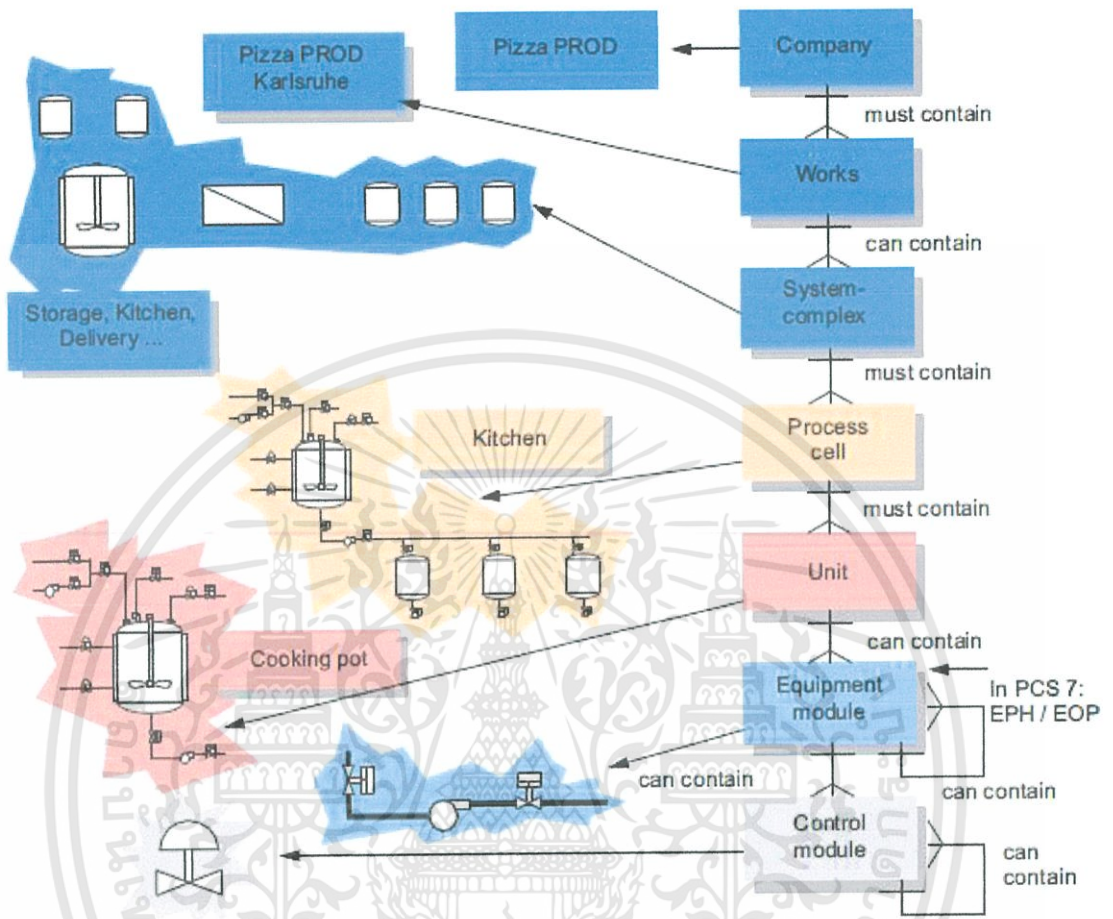 Pizza PROD
Karlsruhe
Pizza PROD
Company
must contain
Works
can contain
System-
complex
Storage, Kitchen,
Delivery ...
must contain
Kitchen
Process
cell
must contain
Unit
Cooking pot
can contain
Equipment
module
In PCS 7:
EPH / EOP
can contain
can contain
Control
module
can
contain